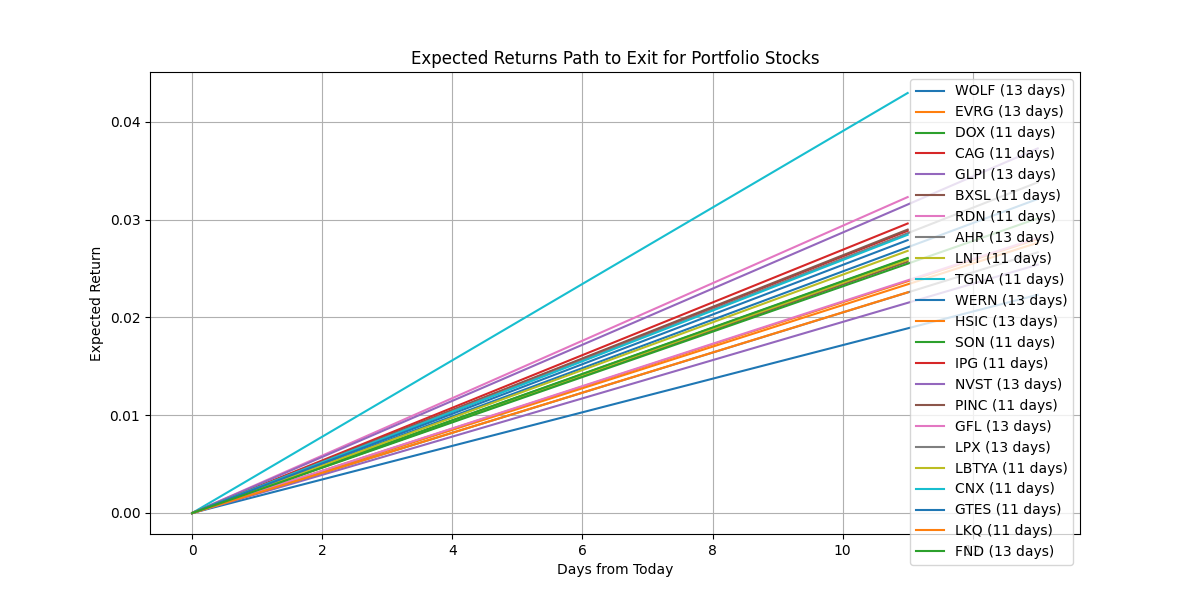 Expected Returns Path to Exit for Portfolio Stocks
Expected Return
0.04
0.03
0.02
0.01
0.00
0
2
4
6
8
10
Days from Today
WOLF (13 days)
EVRG (13 days)
DOX (11 days)
CAG (11 days)
GLPI (13 days)
BXSL (11 days)
RDN (11 days)
AHR (13 days)
LNT (11 days)
TGNA (11 days)
WERN (13 days)
HSIC (13 days)
SON (11 days)
IPG (11 days)
NVST (13 days)
PINC (11 days)
GFL (13 days)
LPX (13 days)
LBTYA (11 days)
CNX (11 days)
GTES (11 days)
LKQ (11 days)
FND (13 days)